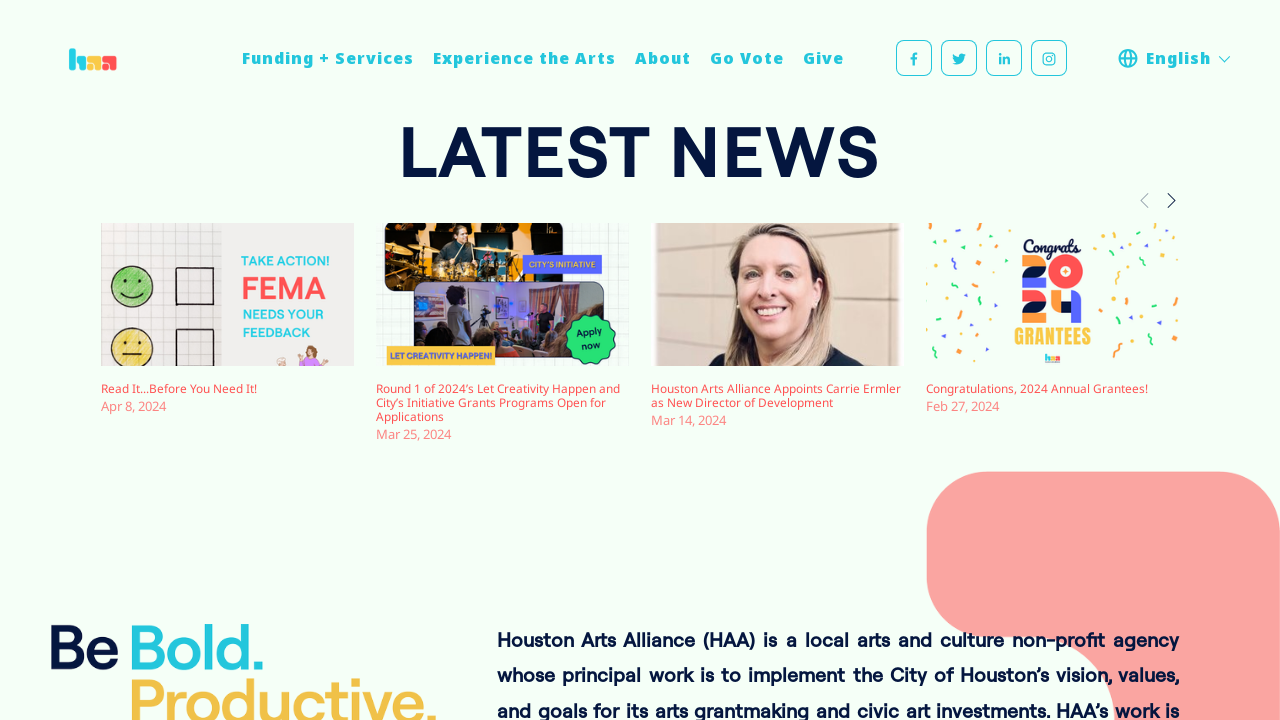 haa
Funding + Services
Experience the Arts
About
Go Vote
Give
English
LATEST NEWS
TAKE ACTION!
FEMA
NEEDS YOUR
FEEDBACK
CITY'S INITIATIVE
Apply
now
LET CREATIVITY HAPPEN!
Congrats
2024
GRANTEES
haa
Read It...Before You Need It!
Apr 8, 2024
Round 1 of 2024’s Let Creativity Happen and
City’s Initiative Grants Programs Open for
Applications
Mar 25, 2024
Houston Arts Alliance Appoints Carrie Ermler
as New Director of Development
Mar 14, 2024
Congratulations, 2024 Annual Grantees!
Feb 27, 2024
Be Bold.
Productive.
Houston Arts Alliance (HAA) is a local arts and culture non-profit agency
whose principal work is to implement the City of Houston’s vision, values,
and goals for its arts grantmaking and civic art investments. HAA’s work is